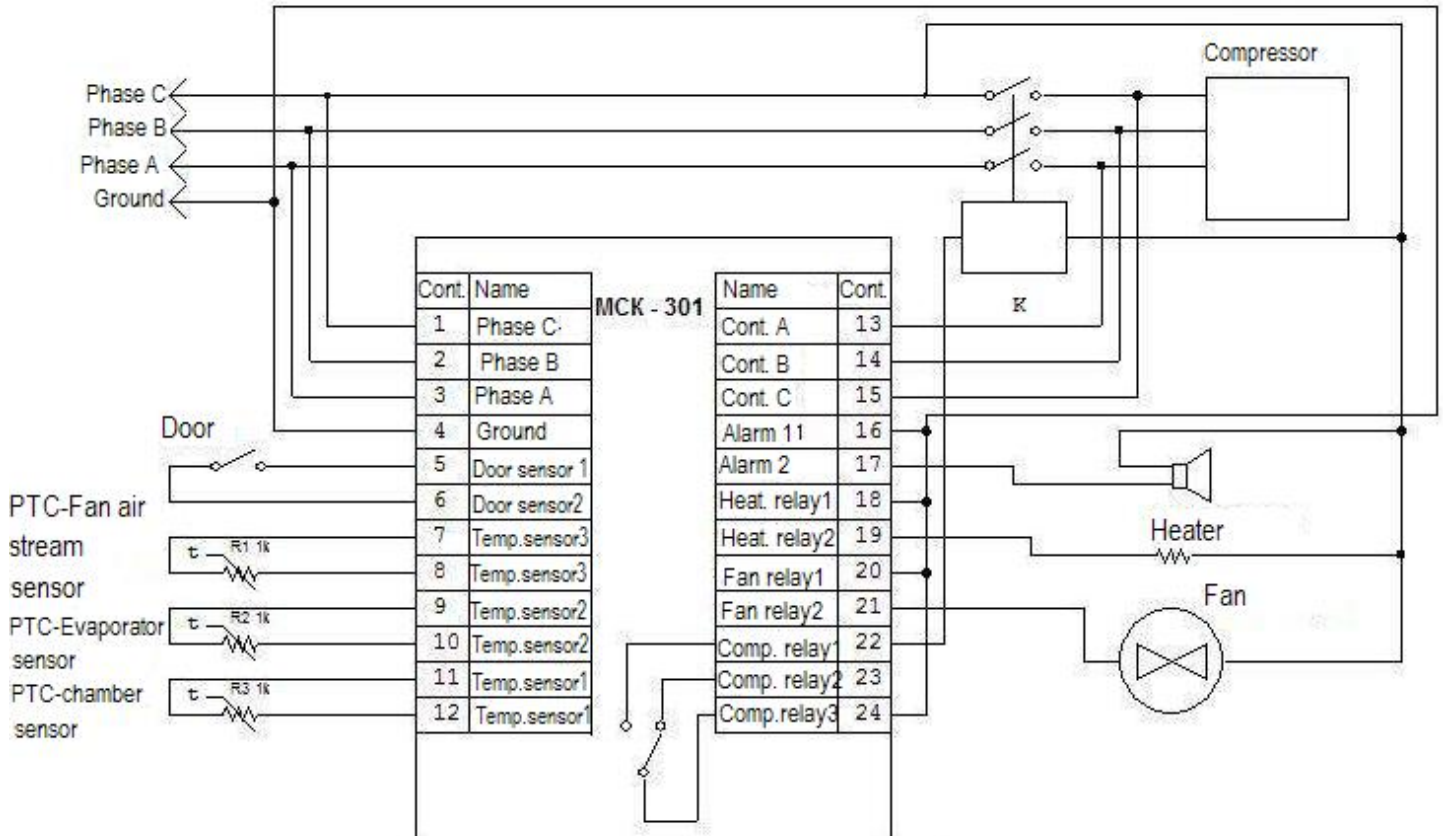 Compressor
Phase C
Phase B
Phase A
Ground
K
MCK - 301
Cont. Name
1 Phase C-
2 Phase B
3 Phase A
4 Ground
5 Door sensor 1
6 Door sensor2
7 Temp.sensor3
8 Temp.sensor3
9 Temp.sensor2
10 Temp.sensor2
11 Temp.sensor1
12 Temp.sensor1
Name Cont.
Cont. A 13
Cont. B 14
Cont. C 15
Alarm 11 16
Alarm 2 17
Heat. relay1 18
Heat. relay2 19
Fan relay1 20
Fan relay2 21
Comp. relay1 22
Comp. relay2 23
Comp.relay3 24
Door
PTC-Fan air
stream
sensor
t R1 1k
PTC-Evaporator
sensor
t R2 1k
PTC-chamber
sensor
t R3 1k
Heater
Fan